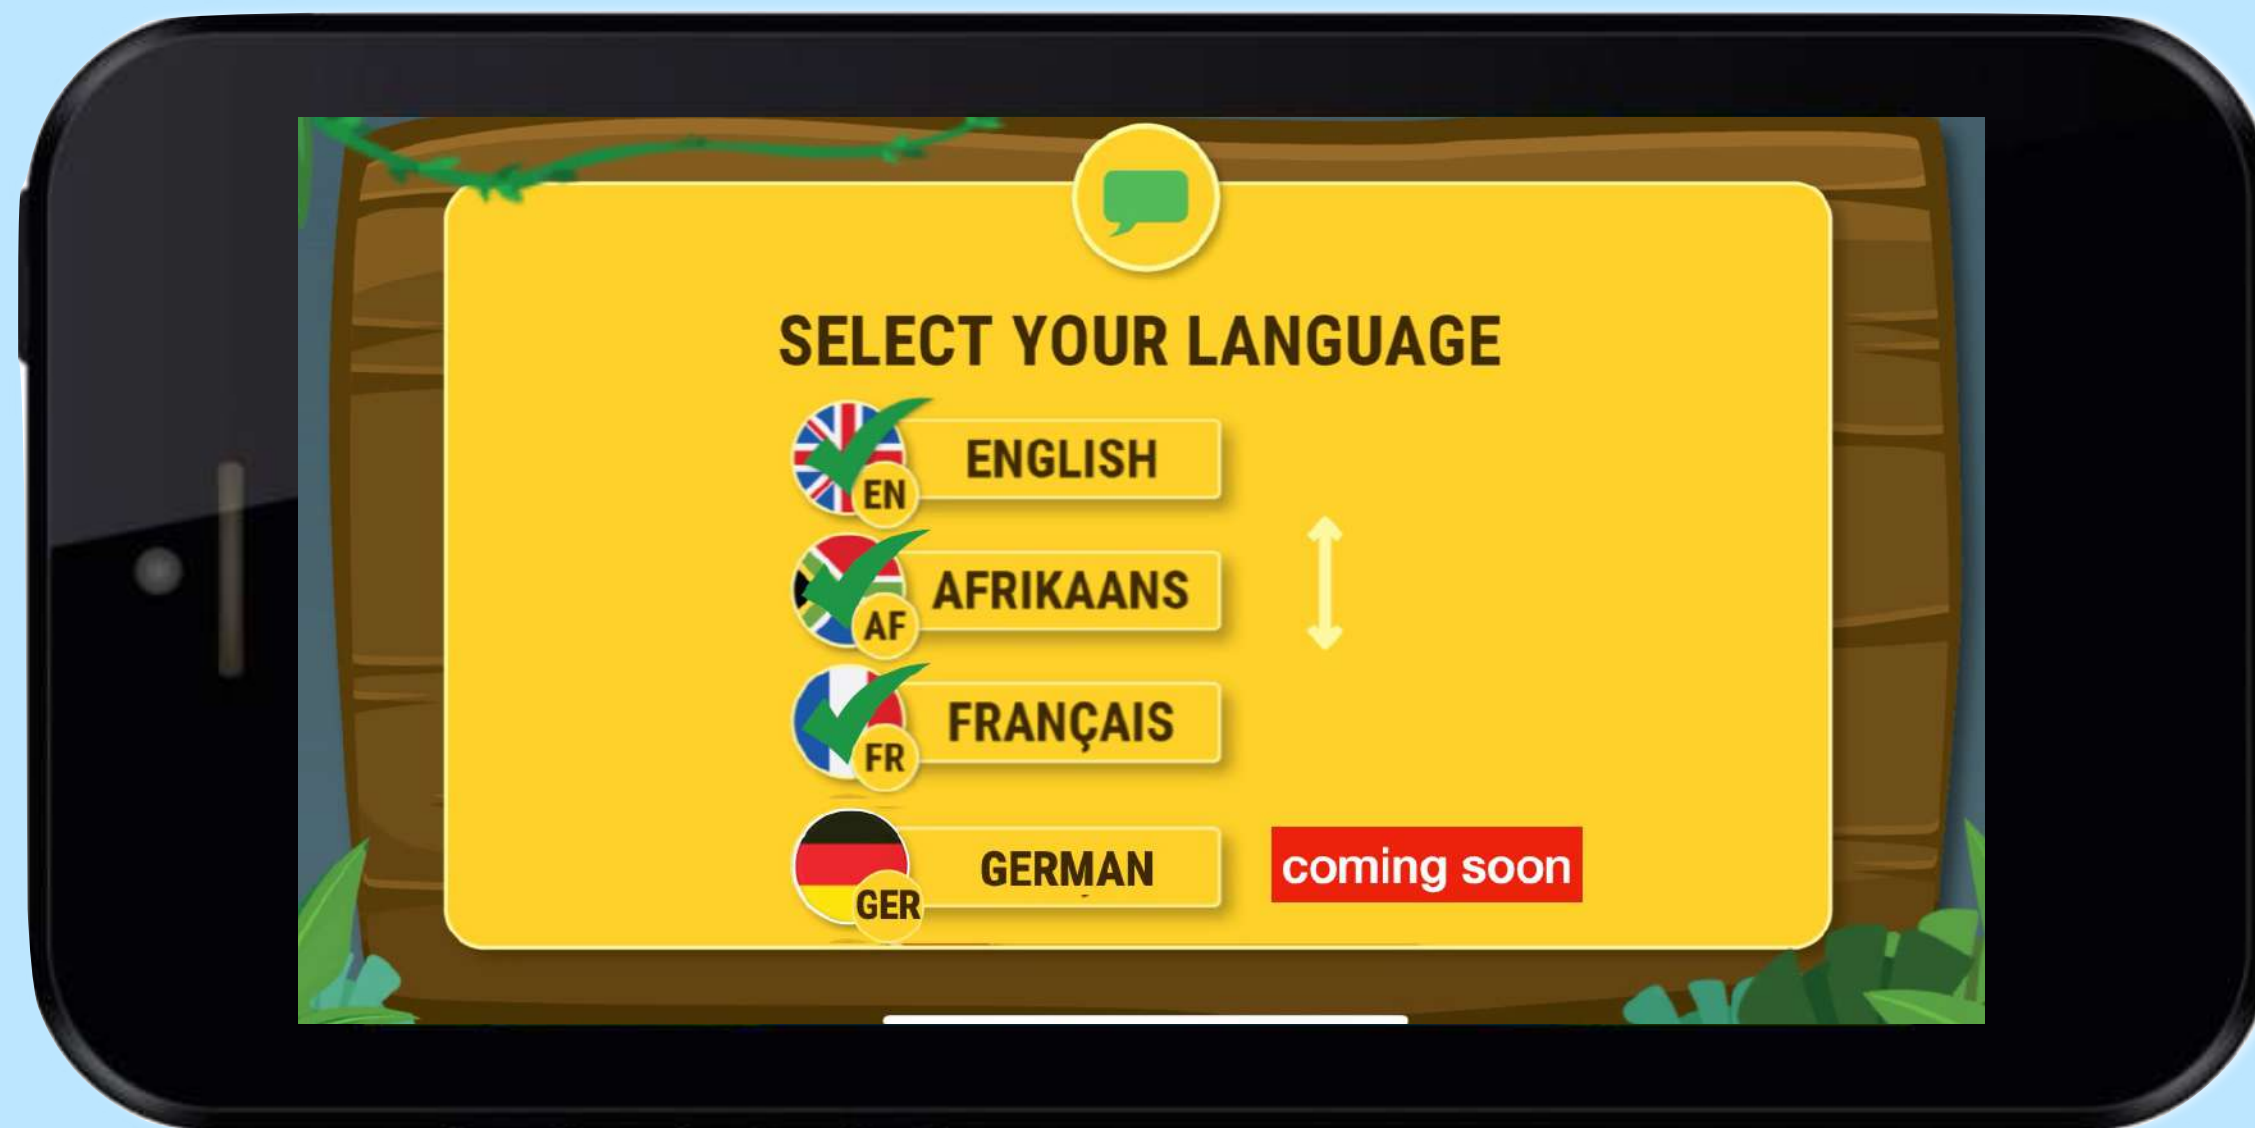 SELECT YOUR LANGUAGE
EN ENGLISH
AF AFRIKAANS
FR FRANÇAIS
GER GERMAN coming soon